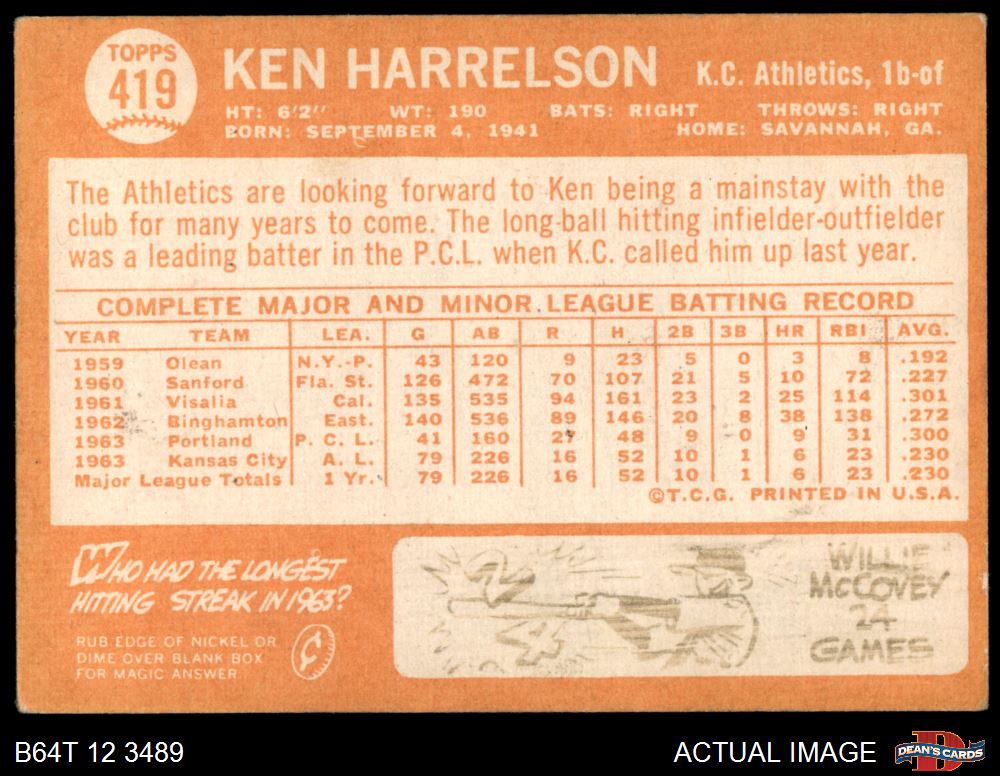 TOPPS
419
KEN HARRELSON
K.C. Athletics, 1b-of
HT: 6'2" WT: 190 BATS: RIGHT THROWS: RIGHT
BORN: SEPTEMBER 4, 1941 HOME: SAVANNAH, GA.
The Athletics are looking forward to Ken being a mainstay with the
club for many years to come. The long-ball hitting infielder-outfielder
was a leading batter in the P.C.L. when K.C. called him up last year.
COMPLETE MAJOR AND MINOR LEAGUE BATTING RECORD
YEAR TEAM LEA. G AB R H 2B 3B HR RBI AVG.
1959 Olean N.Y.-P. 43 120 9 23 5 0 3 8 .192
1960 Sanford Fla. St. 126 472 70 107 21 5 10 72 .227
1961 Visalia Cal. 135 535 94 161 23 2 25 114 .301
1962 Binghamton East. 140 536 89 146 20 8 38 138 .272
1963 Portland P. C. L. 41 160 27 48 9 0 9 31 .300
1963 Kansas City A. L. 79 226 16 52 10 1 6 23 .230
Major League Totals 1 Yr. 79 226 16 52 10 1 6 23 .230
©T.C.G. PRINTED IN U.S.A.
WHO HAD THE LONGEST
HITTING STREAK IN 1963?
RUB EDGE OF NICKEL OR
DIME OVER BLANK BOX
FOR MAGIC ANSWER
WILLIE
McCOVEY
24
GAMES
B64T 12 3489
ACTUAL IMAGE
DEAN'S CARDS